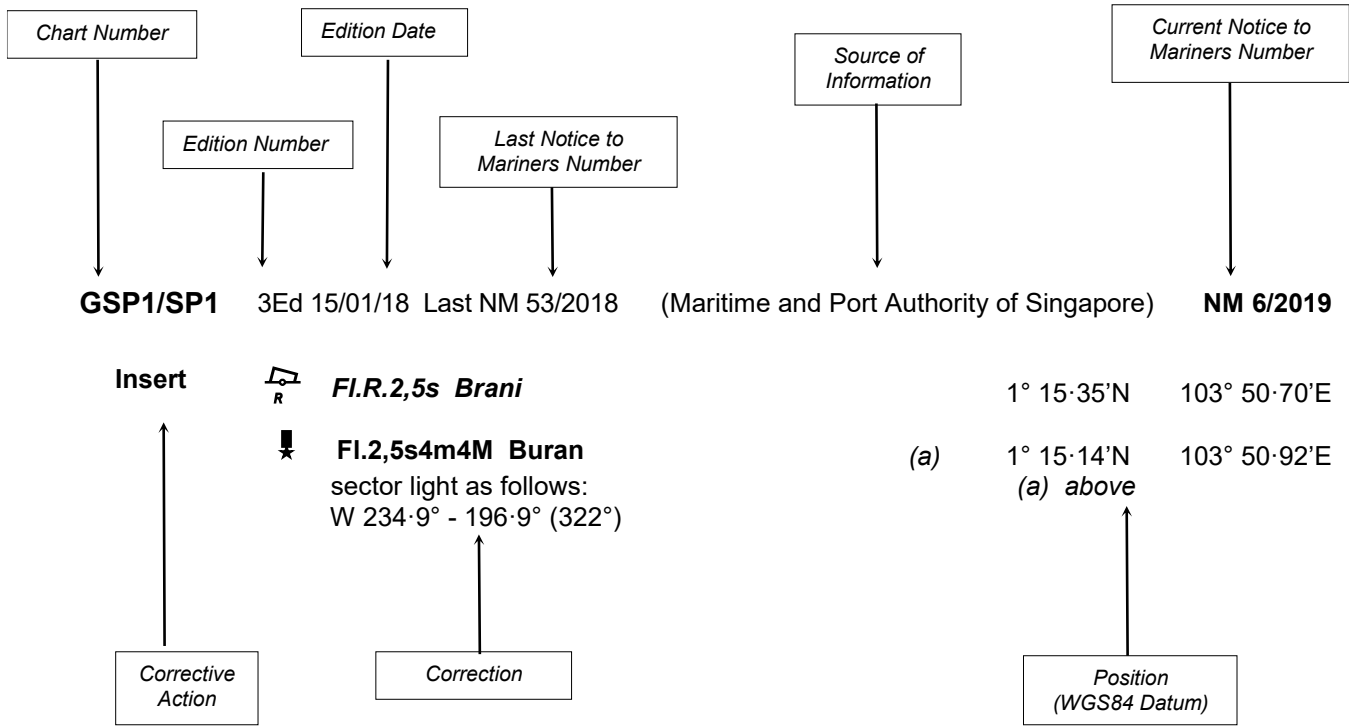 Chart Number
Edition Date
Source of
Information
Current Notice to
Mariners Number
Edition Number
Last Notice to
Mariners Number
GSP1/SP1 3Ed 15/01/18 Last NM 53/2018 (Maritime and Port Authority of Singapore) NM 6/2019
Insert R Fl.R.2,5s Brani 1° 15·35’N 103° 50·70’E
Fl.2,5s4m4M Buran (a) 1° 15·14’N 103° 50·92’E
sector light as follows: (a) above
W 234·9° - 196·9° (322°)
Corrective
Action
Correction
Position
(WGS84 Datum)